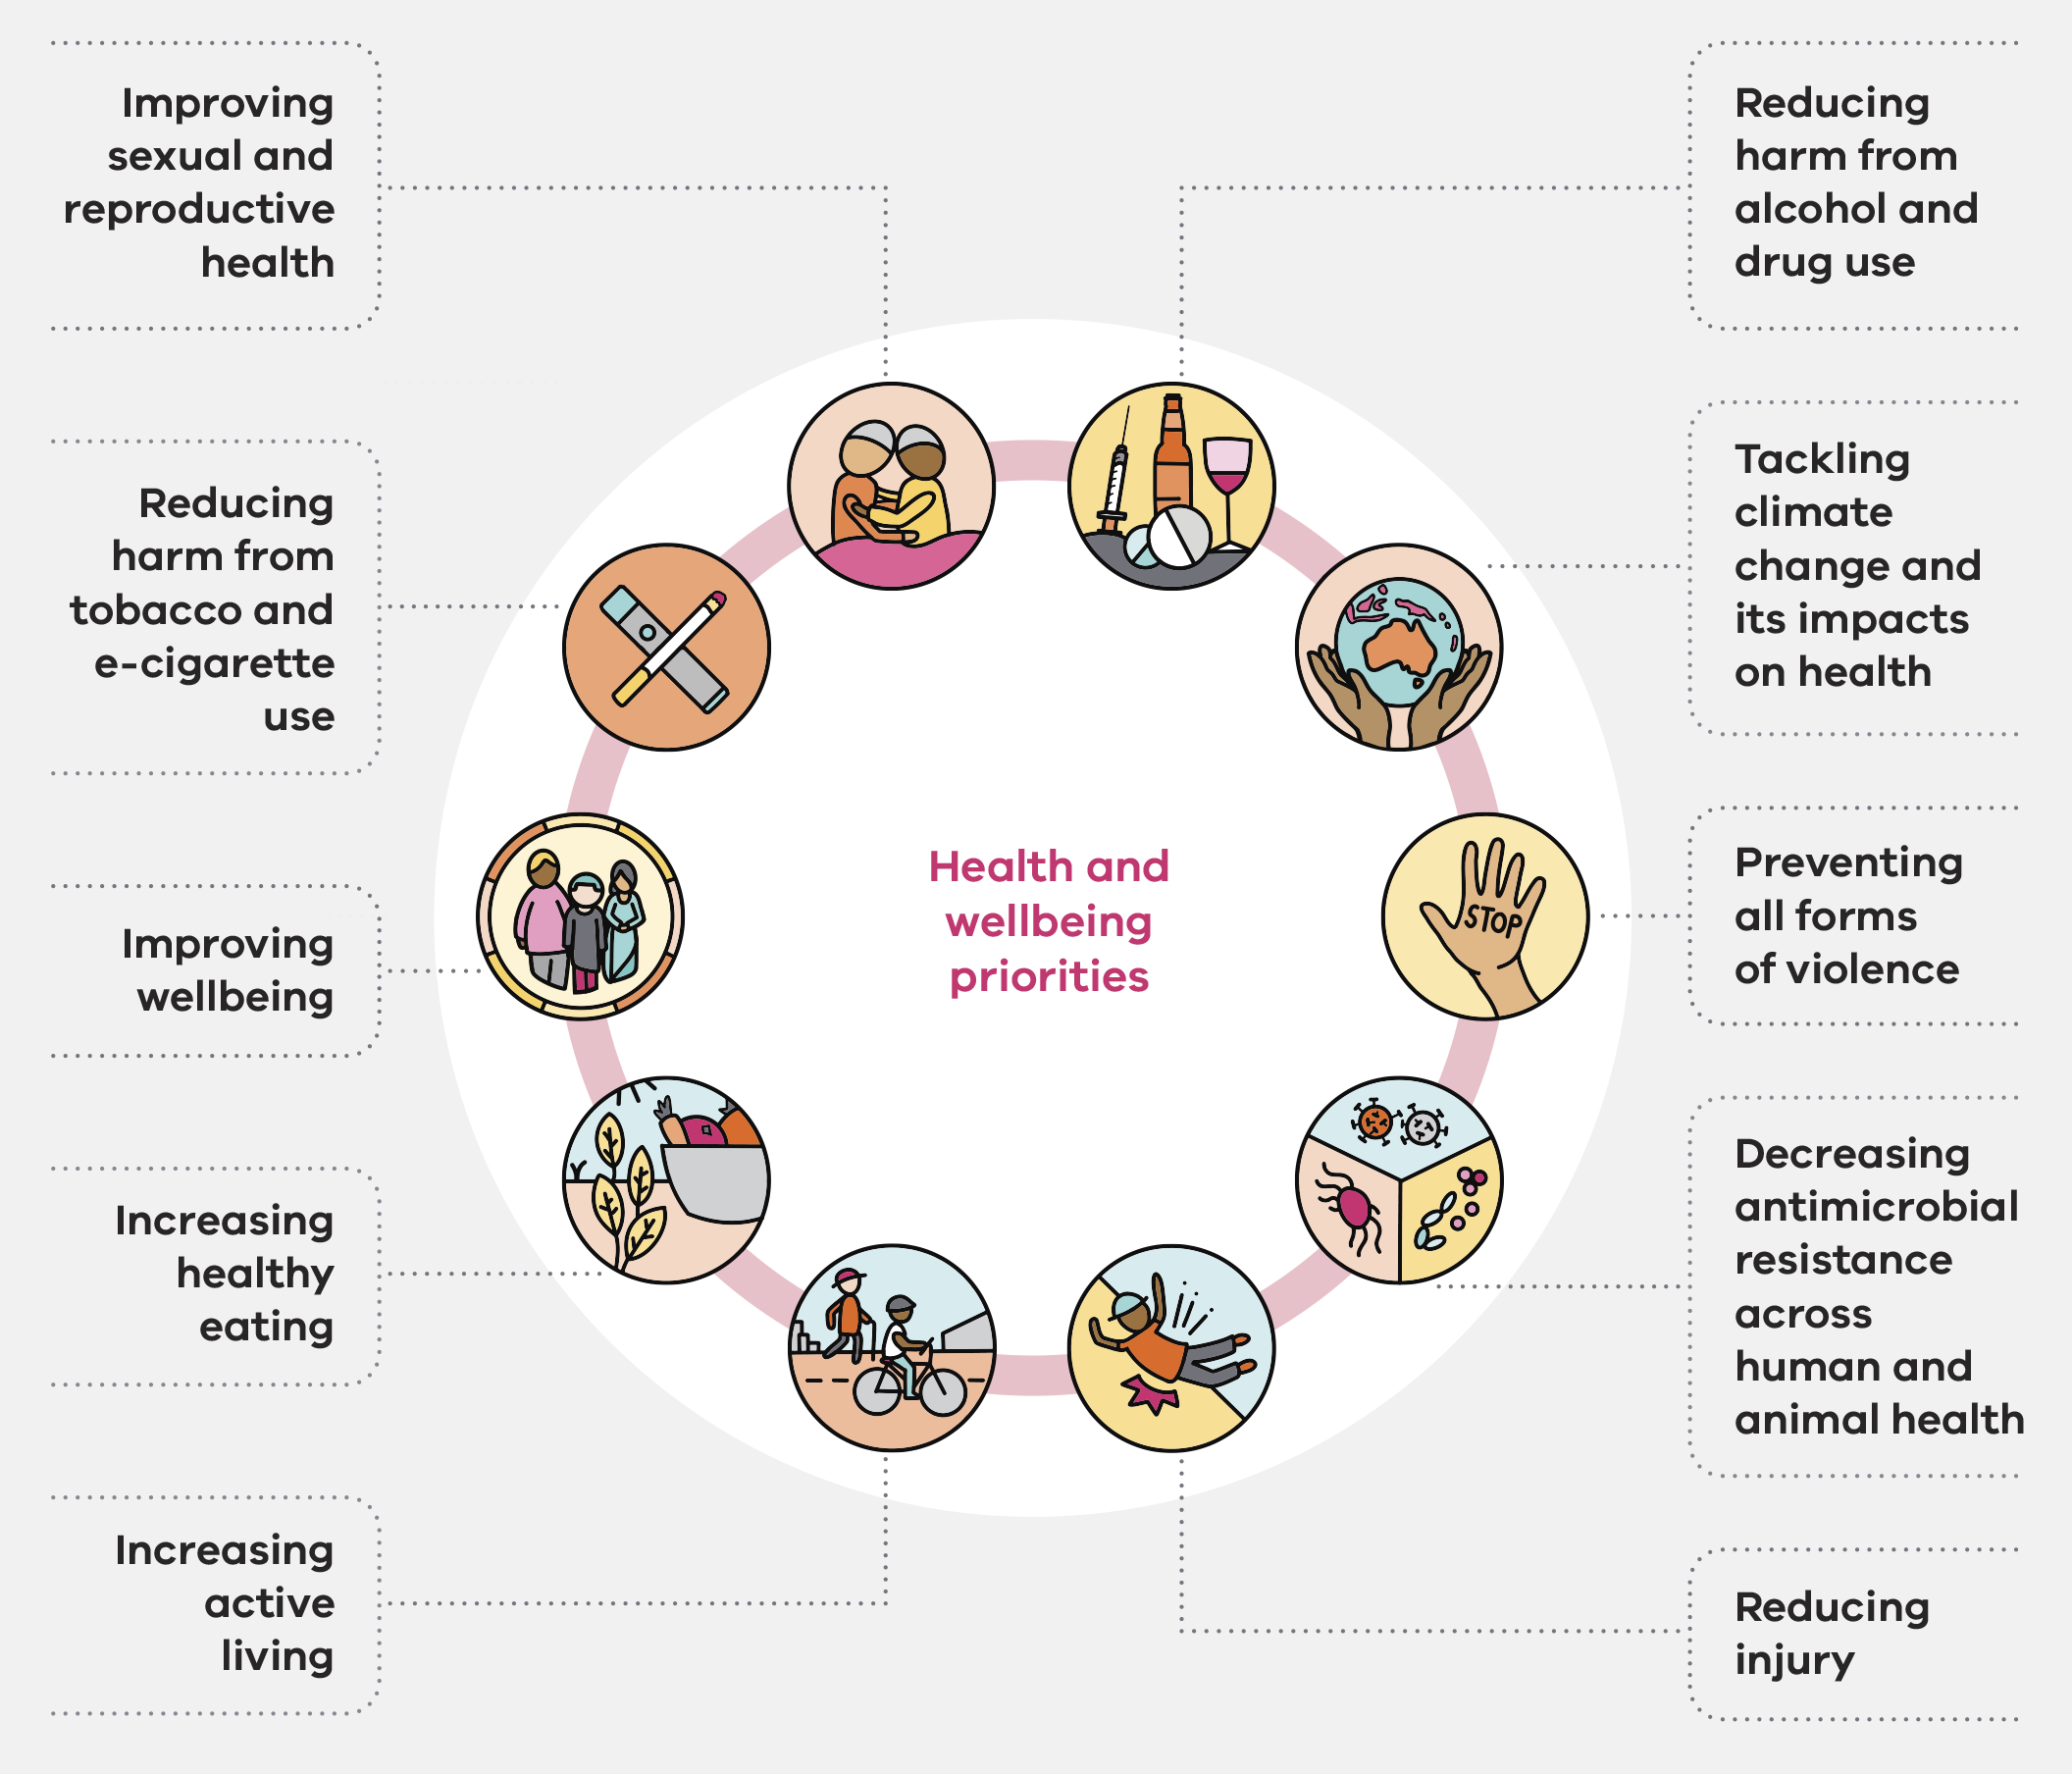 Improving
sexual and
reproductive
health
Reducing
harm from
tobacco and
e-cigarette
use
Improving
wellbeing
Increasing
healthy
eating
Increasing
active
living
Health and
wellbeing
priorities
STOP
Reducing
harm from
alcohol and
drug use
Tackling
climate
change and
its impacts
on health
Preventing
all forms
of violence
Decreasing
antimicrobial
resistance
across
human and
animal health
Reducing
injury